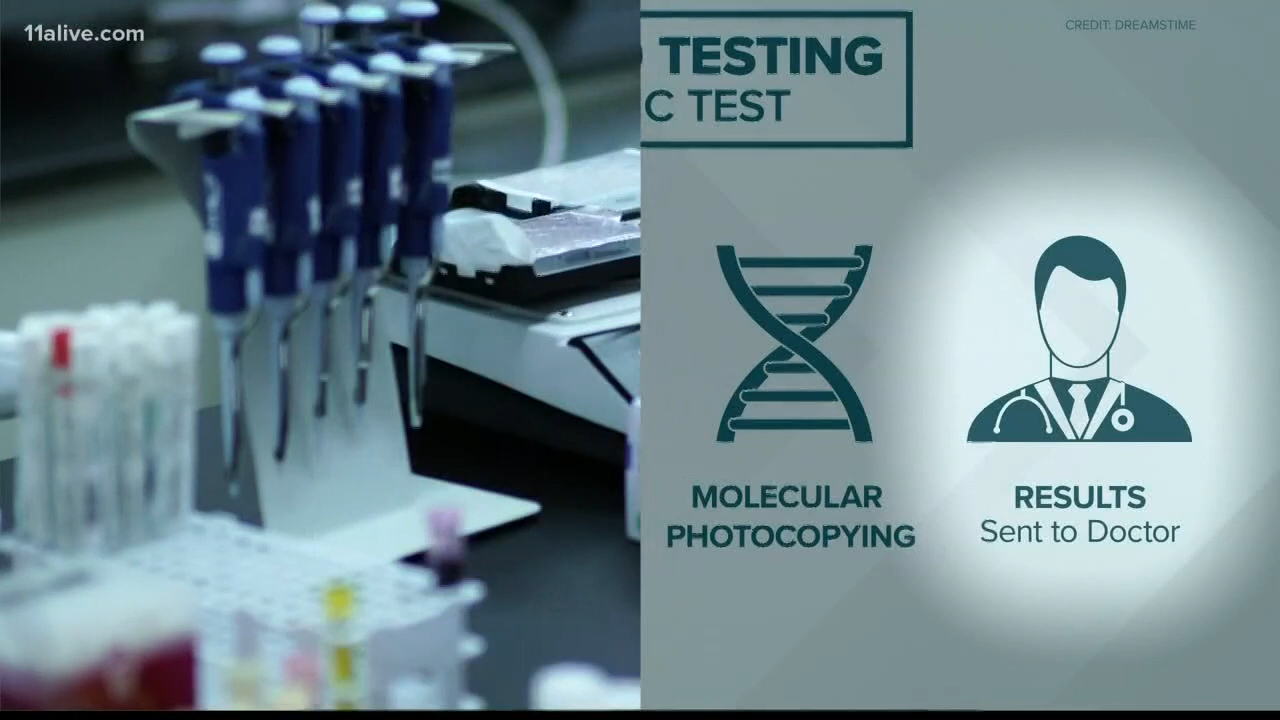 11alive.com
CREDIT: DREAMSTIME
TESTING
C TEST
MOLECULAR
PHOTOCOPYING
RESULTS
Sent to Doctor